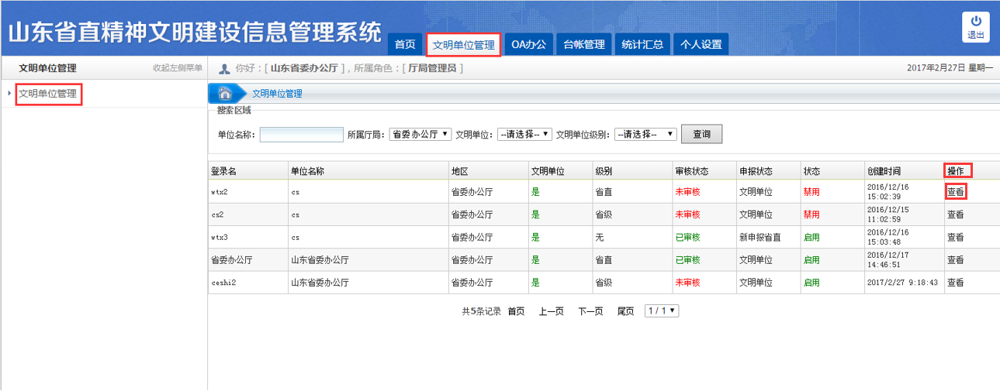 山东省直精神文明建设信息管理系统
首页 文明单位管理 OA办公 台帐管理 统计汇总 个人设置
退出
文明单位管理 收起左侧菜单
你好：[ 山东省委办公厅 ]，所属角色：[ 厅局管理员 ] 2017年2月27日 星期一
文明单位管理
文明单位管理
搜索区域
单位名称： 所属厅局： 省委办公厅 文明单位： --请选择-- 文明单位级别： --请选择-- 查询
登录名 单位名称 地区 文明单位 级别 审核状态 申报状态 状态 创建时间 操作
wtx2 cs 省委办公厅 是 省直 未审核 文明单位 禁用 2016/12/16 15:02:39 查看
cs2 cs 省委办公厅 是 省级 未审核 文明单位 禁用 2016/12/15 11:02:59 查看
wtx3 cs 省委办公厅 是 无 已审核 新申报省直 启用 2016/12/16 15:03:48 查看
省委办公厅 山东省委办公厅 省委办公厅 是 省直 已审核 文明单位 启用 2016/12/17 14:46:51 查看
ceshi2 山东省委办公厅 省委办公厅 是 省级 未审核 文明单位 启用 2017/2/27 9:18:43 查看
共5条记录 首页 上一页 下一页 尾页 1 / 1